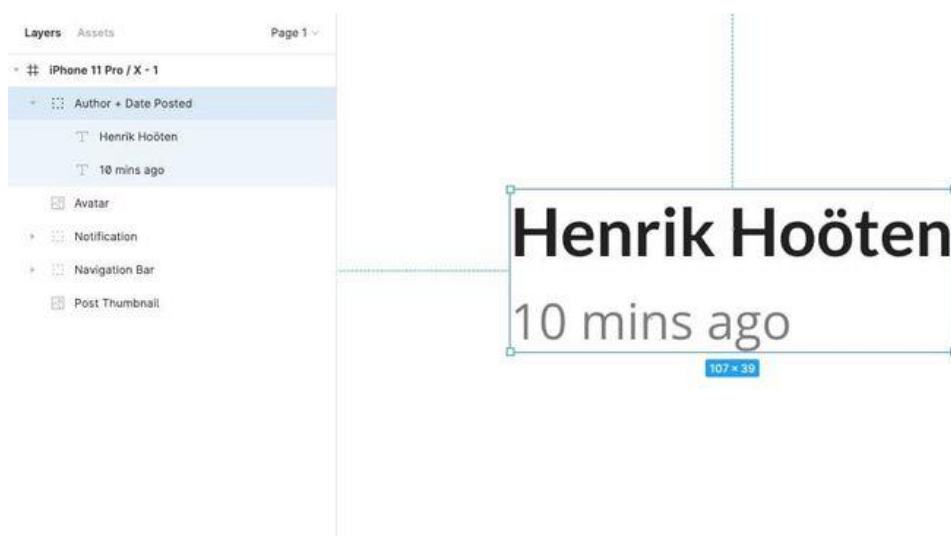 Layers Assets Page 1
iPhone 11 Pro / X - 1
Author + Date Posted
Henrik Hoöten
10 mins ago
Avatar
Notification
Navigation Bar
Post Thumbnail
Henrik Hoöten
10 mins ago
107 × 39